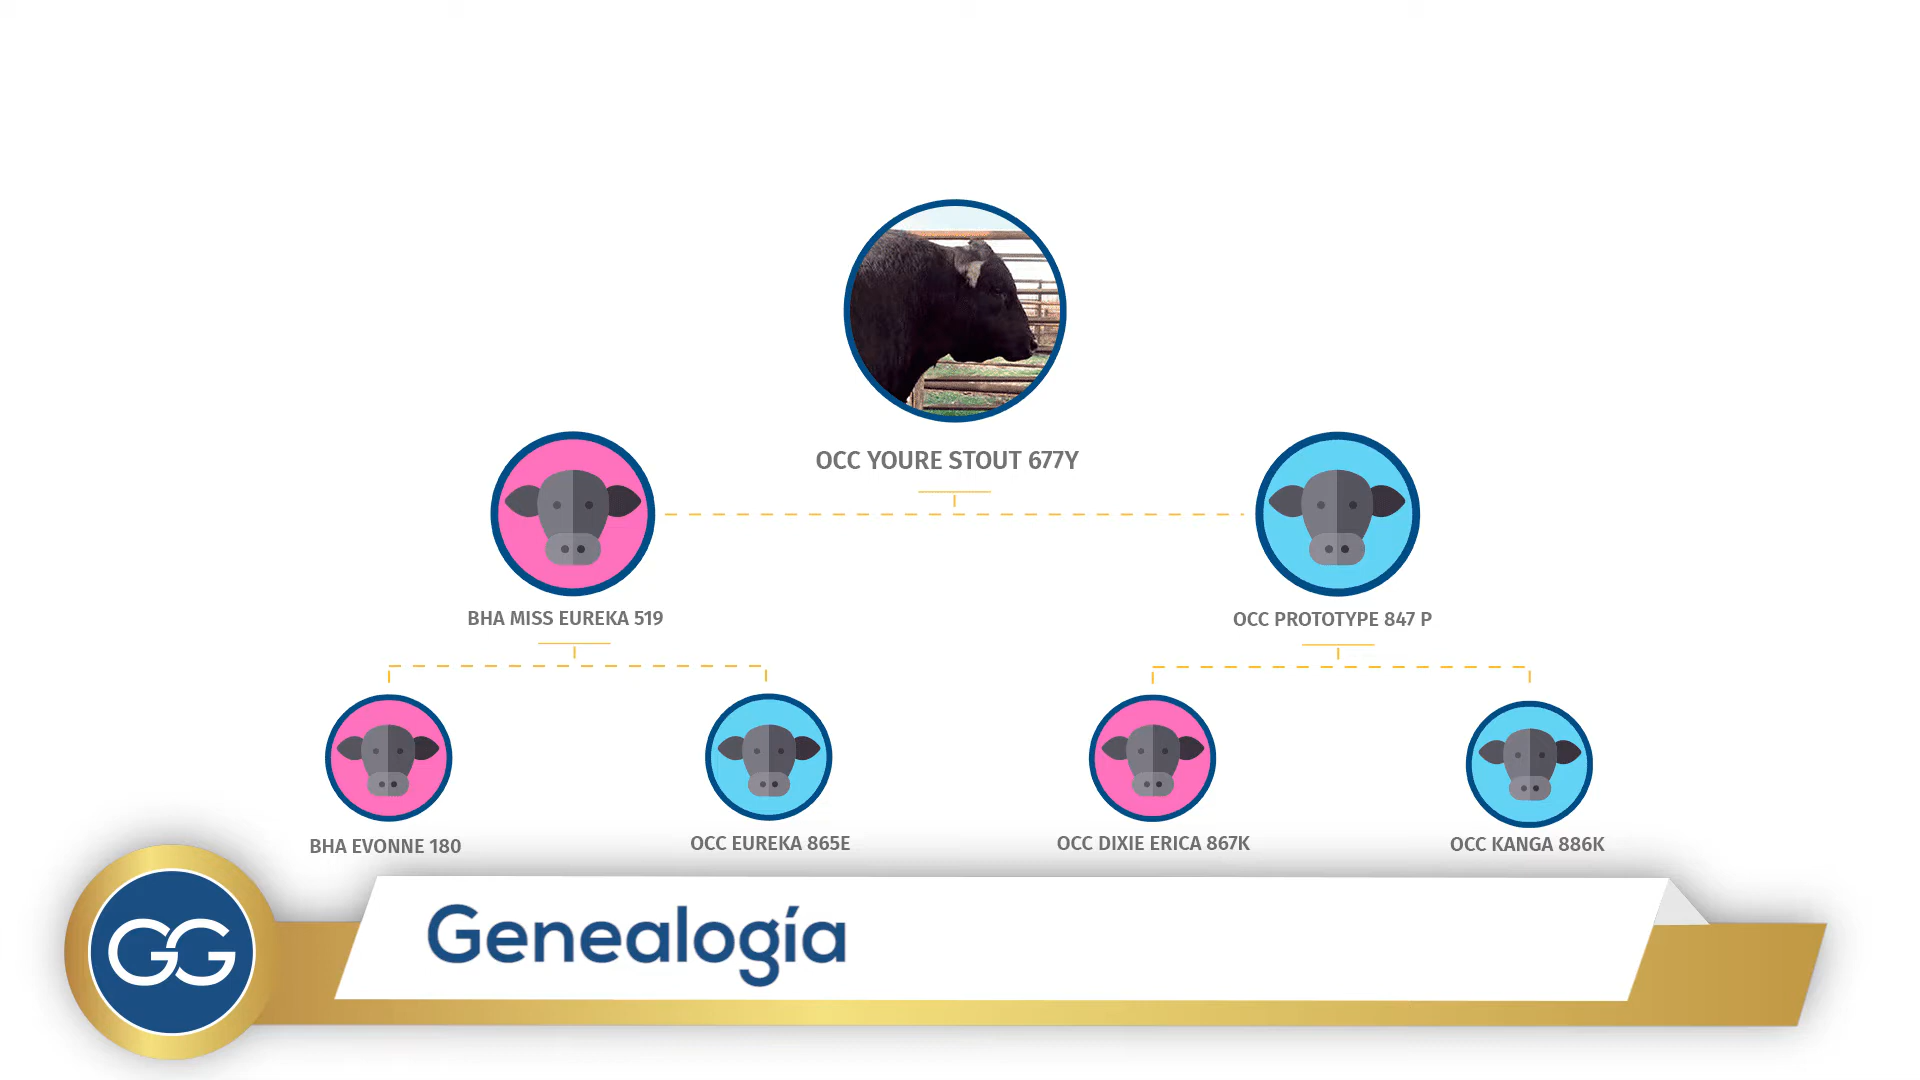 OCC YOURE STOUT 677Y
BHA MISS EUREKA 519
OCC PROTOTYPE 847 P
BHA EVONNE 180
OCC EUREKA 865E
OCC DIXIE ERICA 867K
OCC KANGA 886K
GG
Genealogía